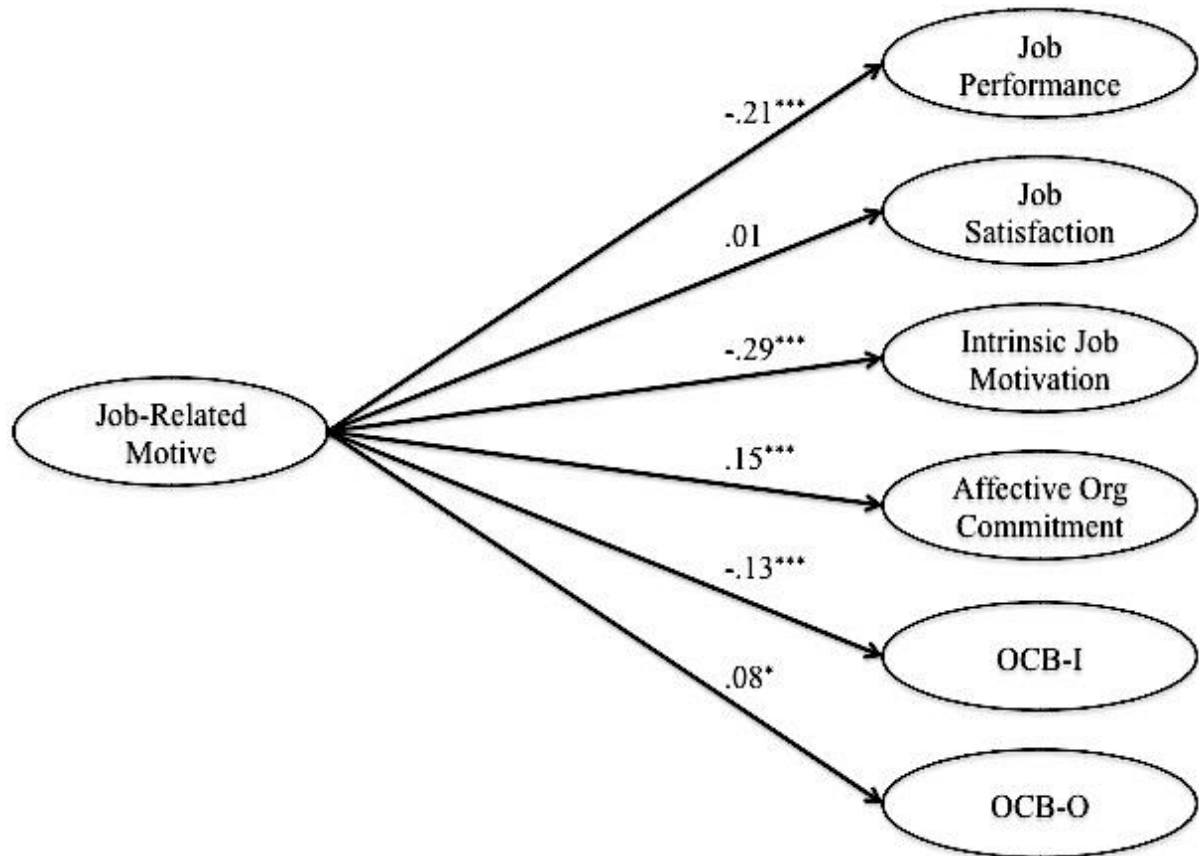 Job
Performance
-.21***
Job
Satisfaction
.01
-.29***
Intrinsic Job
Motivation
Job-Related
Motive
.15***
Affective Org
Commitment
-.13***
OCB-I
.08*
OCB-O